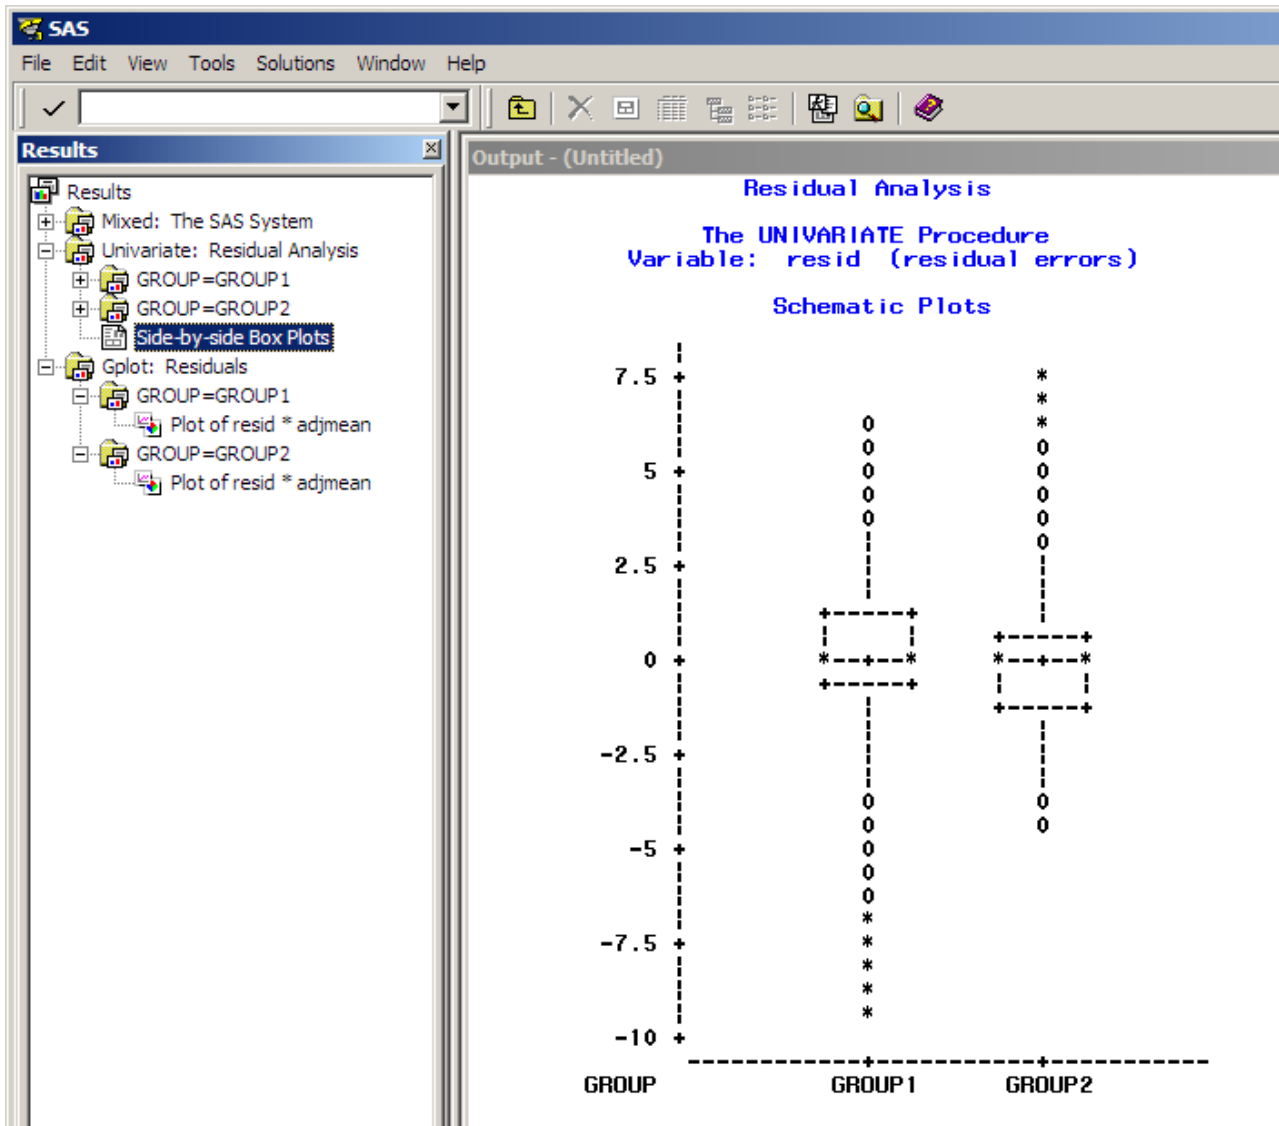 SAS
File Edit View Tools Solutions Window Help
Results
Results
Mixed: The SAS System
Univariate: Residual Analysis
GROUP=GROUP1
GROUP=GROUP2
Side-by-side Box Plots
Gplot: Residuals
GROUP=GROUP1
Plot of resid * adjmean
GROUP=GROUP2
Plot of resid * adjmean
Output - (Untitled)
Residual Analysis
The UNIVARIATE Procedure
Variable: resid (residual errors)
Schematic Plots
7.5
5
2.5
0
-2.5
-5
-7.5
-10
GROUP GROUP1 GROUP2